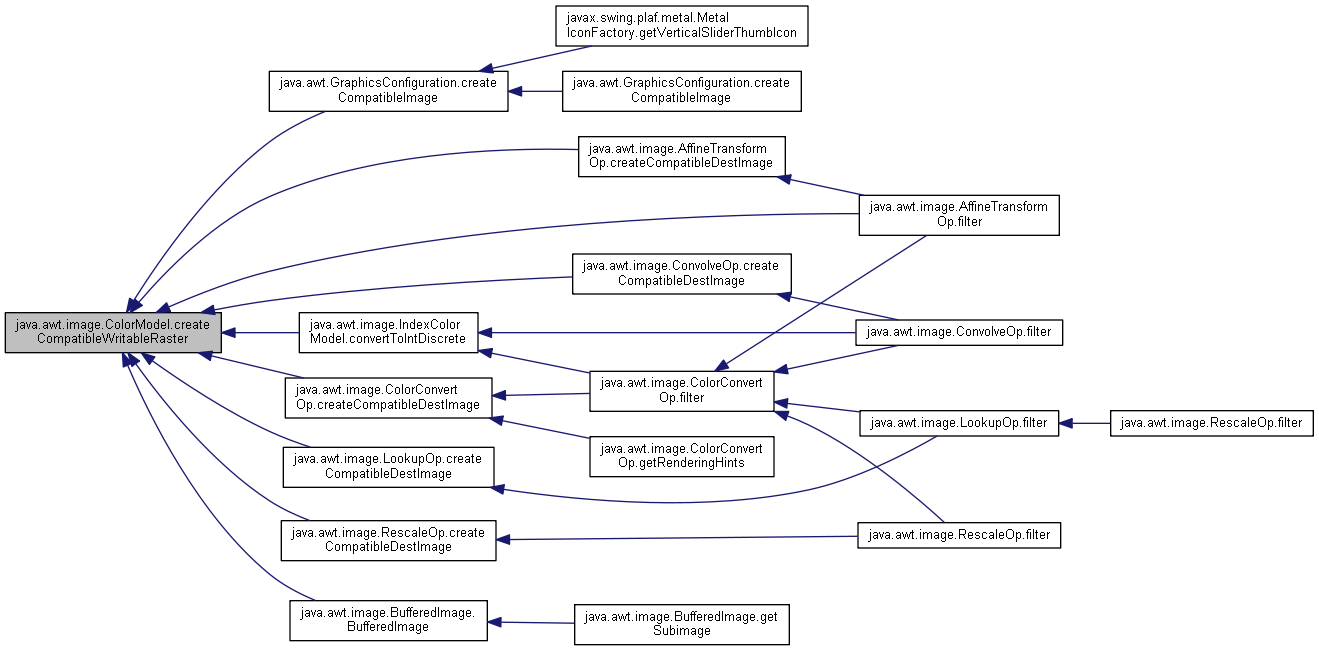 javax.swing.plaf.metal.Metal
IconFactory.getVerticalSliderThumbIcon
java.awt.GraphicsConfiguration.create
CompatibleImage
java.awt.GraphicsConfiguration.create
CompatibleImage
java.awt.image.AffineTransform
Op.createCompatibleDestImage
java.awt.image.AffineTransform
Op.filter
java.awt.image.ConvolveOp.create
CompatibleDestImage
java.awt.image.ColorModel.create
CompatibleWritableRaster
java.awt.image.IndexColor
Model.convertToIntDiscrete
java.awt.image.ConvolveOp.filter
java.awt.image.ColorConvert
Op.createCompatibleDestImage
java.awt.image.ColorConvert
Op.filter
java.awt.image.LookupOp.filter
java.awt.image.RescaleOp.filter
java.awt.image.ColorConvert
Op.getRenderingHints
java.awt.image.LookupOp.create
CompatibleDestImage
java.awt.image.RescaleOp.create
CompatibleDestImage
java.awt.image.RescaleOp.filter
java.awt.image.BufferedImage.
BufferedImage
java.awt.image.BufferedImage.get
Subimage